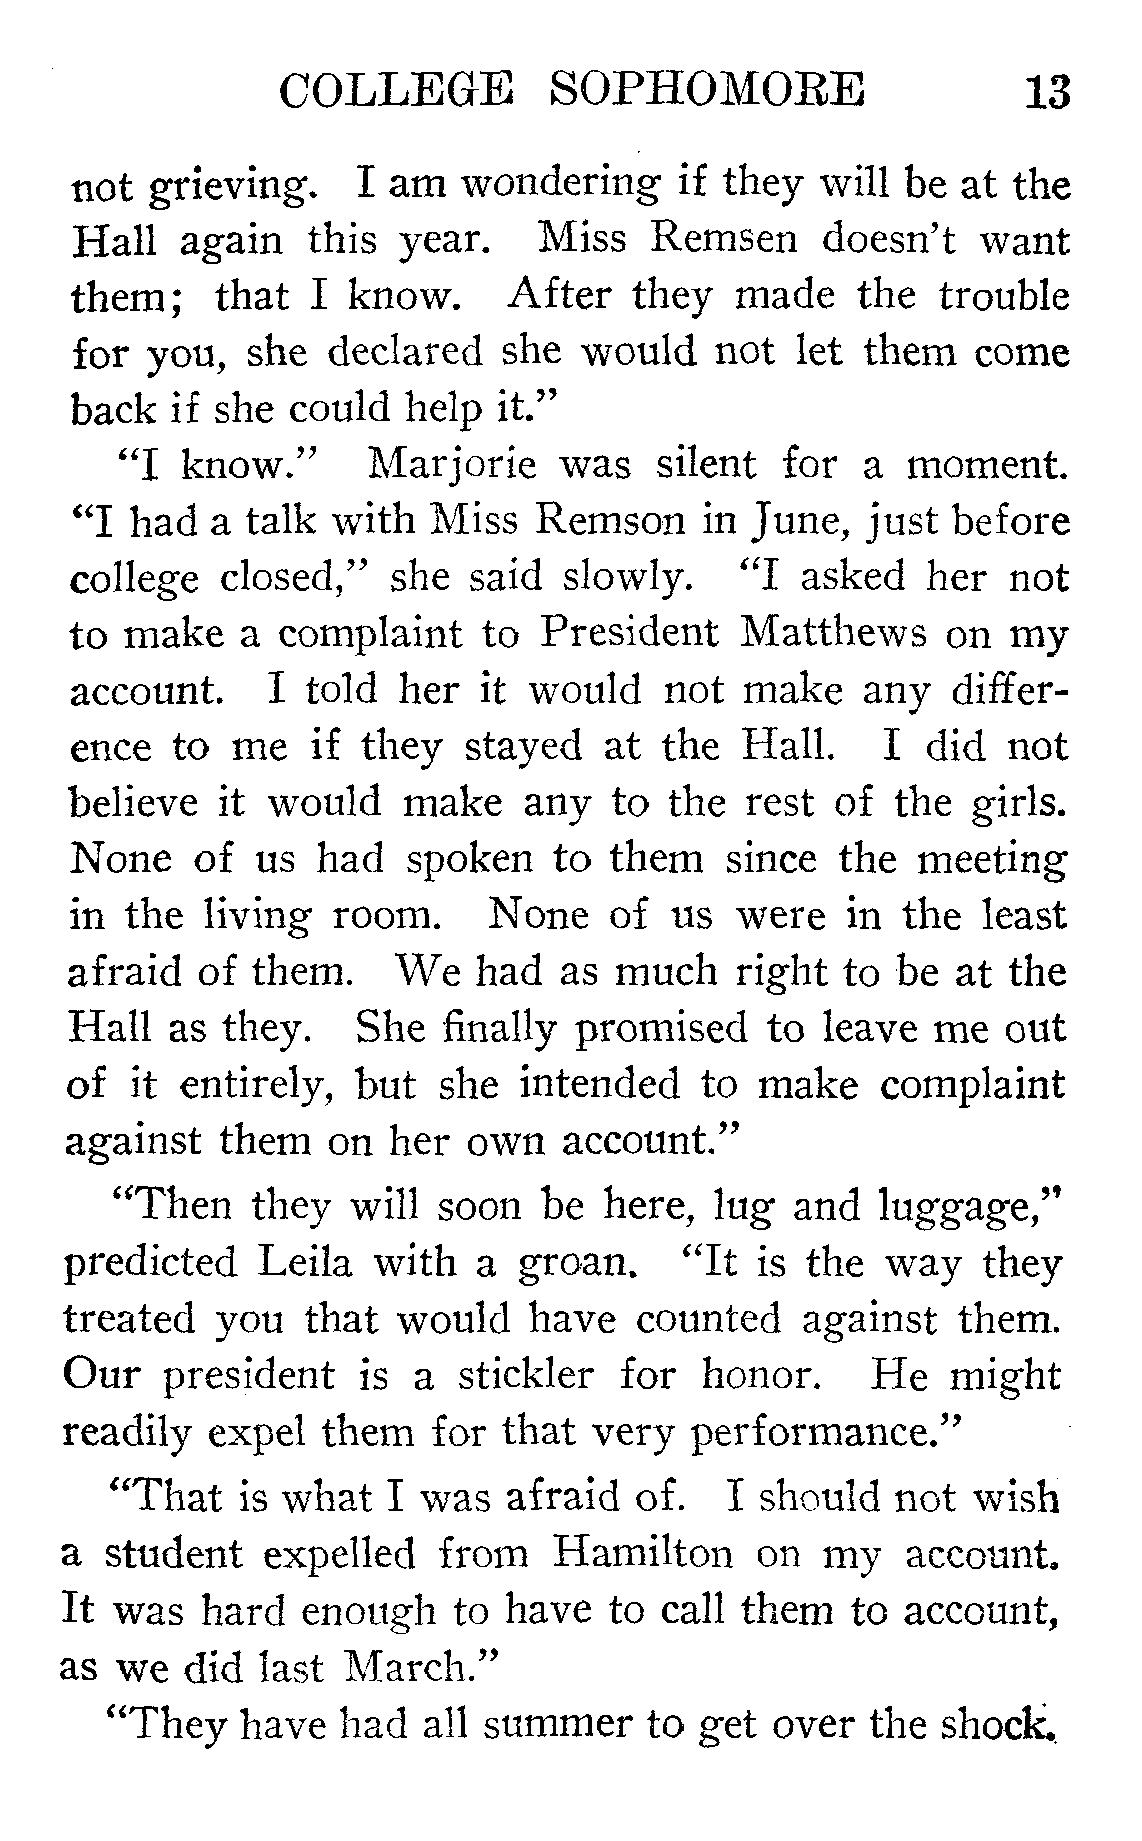 COLLEGE SOPHOMORE 13
not grieving. I am wondering if they will be at the
Hall again this year. Miss Remsen doesn't want
them; that I know. After they made the trouble
for you, she declared she would not let them come
back if she could help it."
"I know." Marjorie was silent for a moment.
"I had a talk with Miss Remson in June, just before
college closed," she said slowly. "I asked her not
to make a complaint to President Matthews on my
account. I told her it would not make any differ-
ence to me if they stayed at the Hall. I did not
believe it would make any to the rest of the girls.
None of us had spoken to them since the meeting
in the living room. None of us were in the least
afraid of them. We had as much right to be at the
Hall as they. She finally promised to leave me out
of it entirely, but she intended to make complaint
against them on her own account."
"Then they will soon be here, lug and luggage,"
predicted Leila with a groan. "It is the way they
treated you that would have counted against them.
Our president is a stickler for honor. He might
readily expel them for that very performance."
"That is what I was afraid of. I should not wish
a student expelled from Hamilton on my account.
It was hard enough to have to call them to account,
as we did last March."
"They have had all summer to get over the shock.